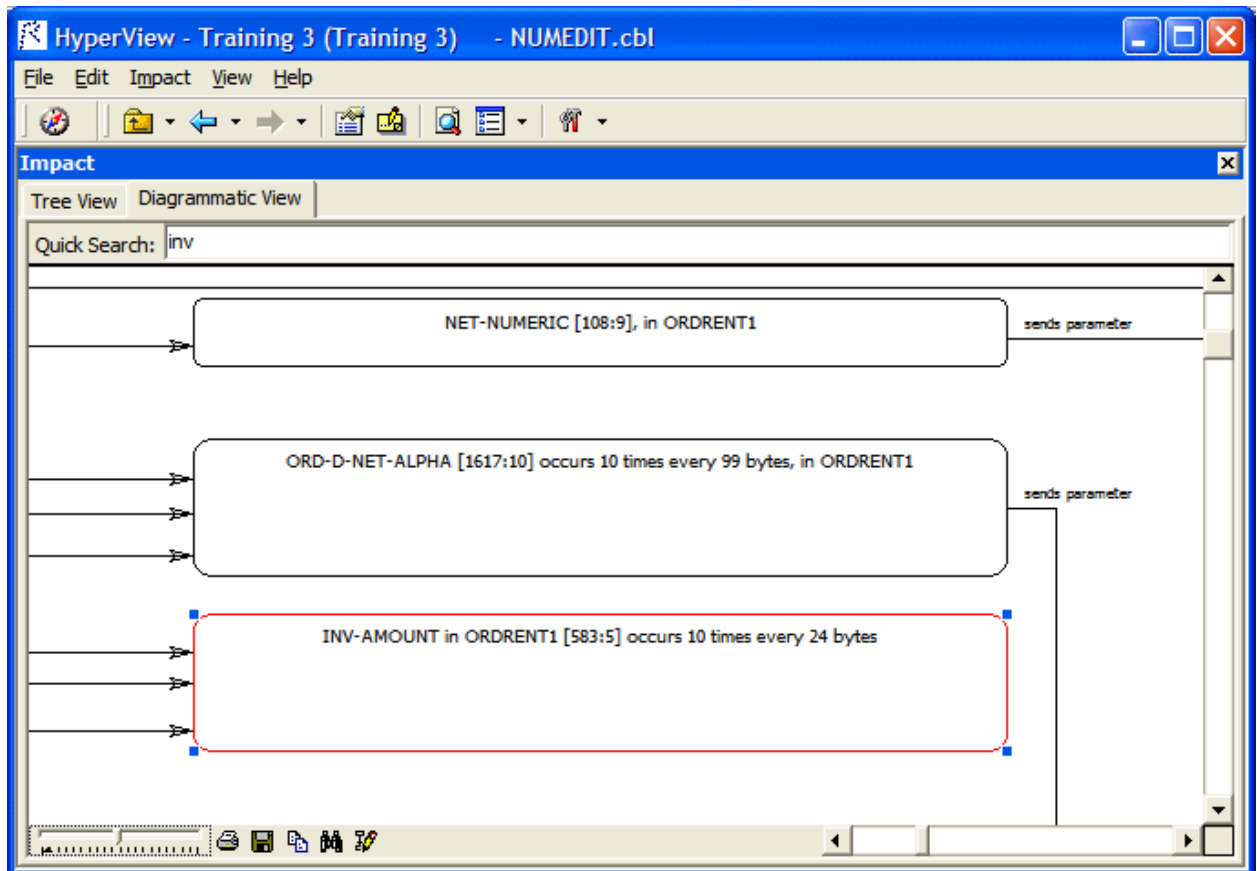 HyperView - Training 3 (Training 3) - NUMEDIT.cbl
File Edit Impact View Help
Impact
Tree View Diagrammatic View
Quick Search: inv
NET-NUMERIC [108:9], in ORDRENT1
sends parameter
ORD-D-NET-ALPHA [1617:10] occurs 10 times every 99 bytes, in ORDRENT1
sends parameter
INV-AMOUNT in ORDRENT1 [583:5] occurs 10 times every 24 bytes